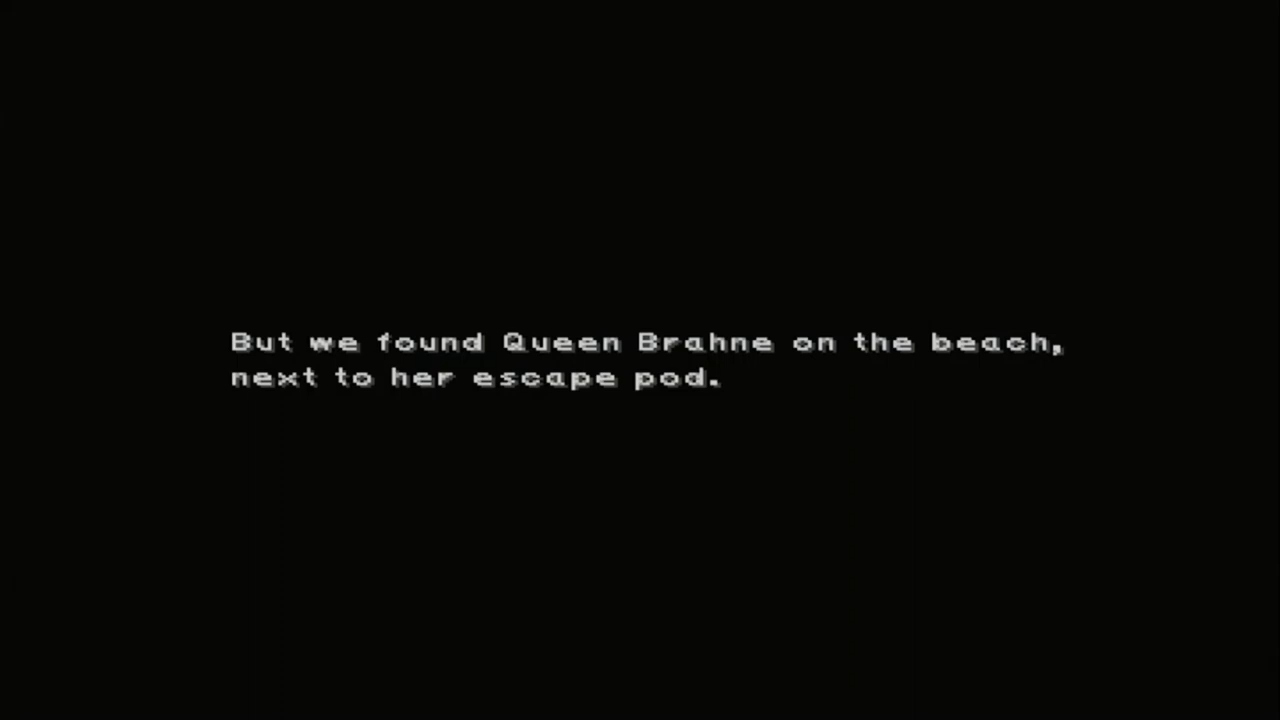 But we found Queen Brahne on the beach,
next to her escape pod.